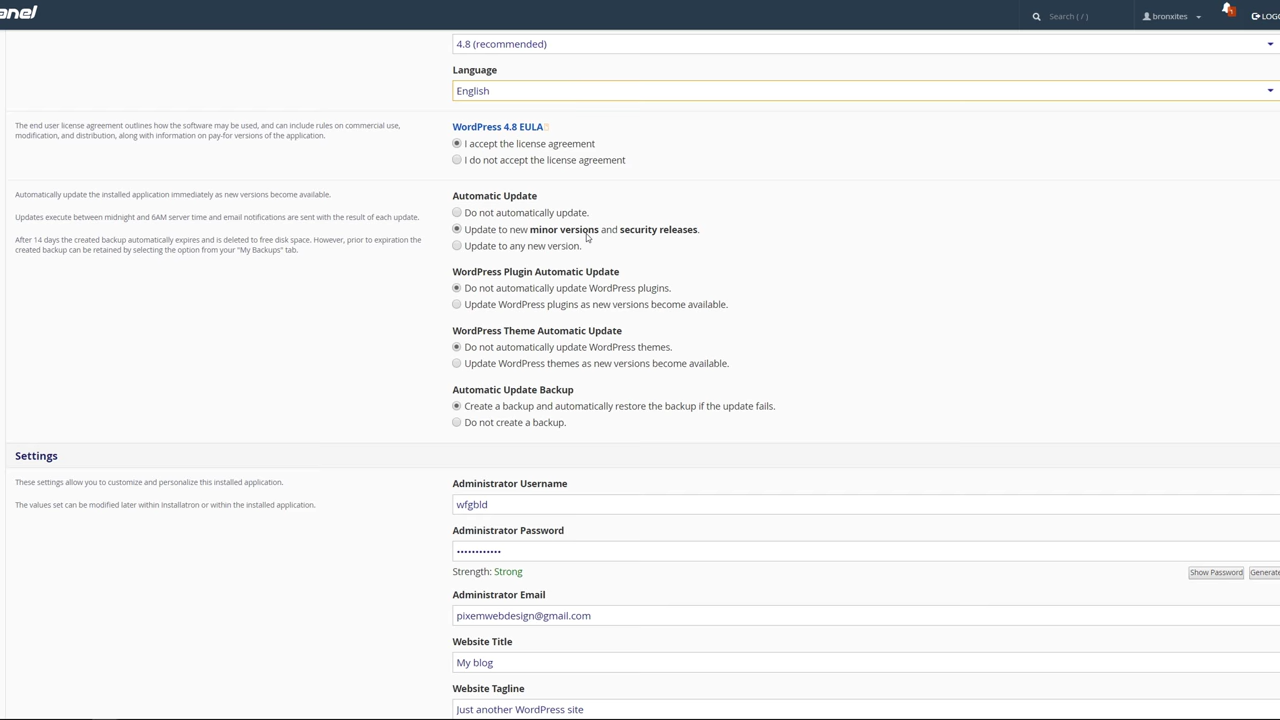 anel
Search ( / )
bronxites
LOGO
4.8 (recommended)
Language
English
The end user license agreement outlines how the software may be used, and can include rules on commercial use,
modification, and distribution, along with information on pay-for versions of the application.
WordPress 4.8 EULA
I accept the license agreement
I do not accept the license agreement
Automatically update the installed application immediately as new versions become available.
Updates execute between midnight and 6AM server time and email notifications are sent with the result of each update.
After 14 days the created backup automatically expires and is deleted to free disk space. However, prior to expiration the
created backup can be retained by selecting the option from your "My Backups" tab.
Automatic Update
Do not automatically update.
Update to new minor versions and security releases.
Update to any new version.
WordPress Plugin Automatic Update
Do not automatically update WordPress plugins.
Update WordPress plugins as new versions become available.
WordPress Theme Automatic Update
Do not automatically update WordPress themes.
Update WordPress themes as new versions become available.
Automatic Update Backup
Create a backup and automatically restore the backup if the update fails.
Do not create a backup.
Settings
These settings allow you to customize and personalize this installed application.
The values set can be modified later within Installatron or within the installed application.
Administrator Username
wfgbld
Administrator Password
••••••••••••
Strength: Strong
Show Password
Generate
Administrator Email
pixemwebdesign@gmail.com
Website Title
My blog
Website Tagline
Just another WordPress site